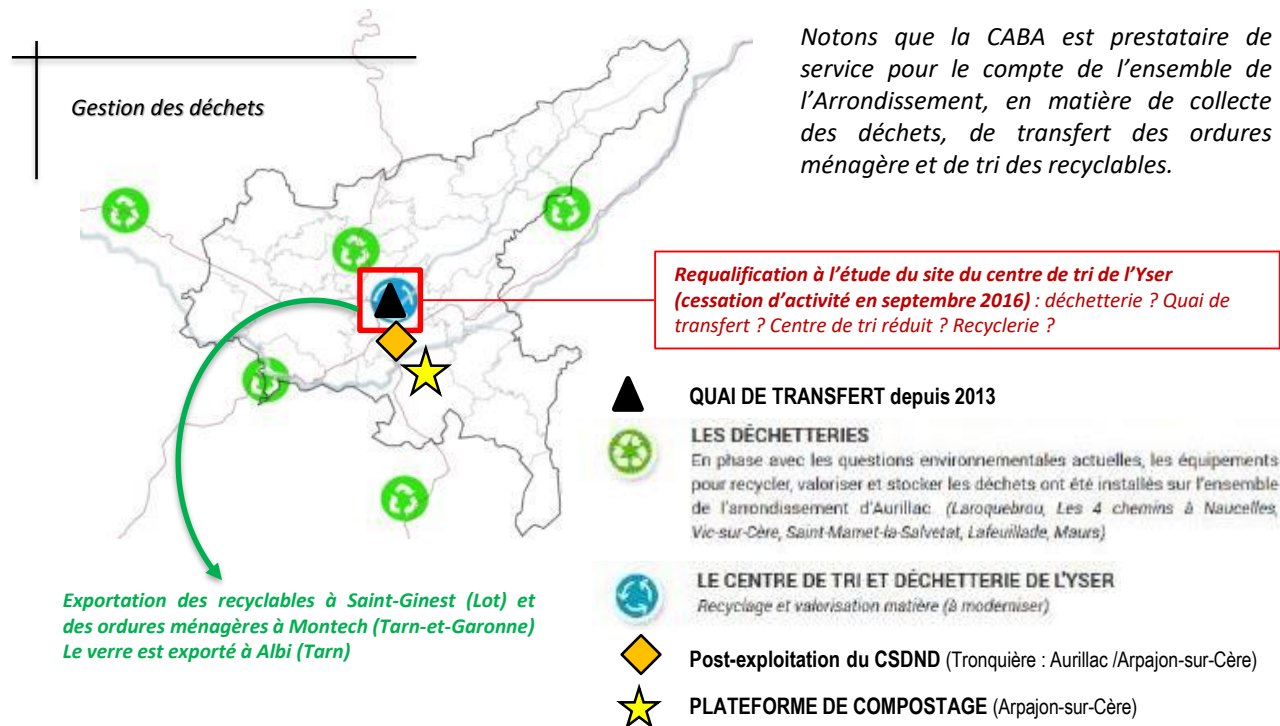 Gestion des déchets
Notons que la CABA est prestataire de
service pour le compte de l'ensemble de
l'Arrondissement, en matière de collecte
des déchets, de transfert des ordures
ménagère et de tri des recyclables.
Requalification à l'étude du site du centre de tri de l'Yser
(cessation d'activité en septembre 2016) : déchetterie ? Quai de
transfert ? Centre de tri réduit ? Recyclerie ?
QUAI DE TRANSFERT depuis 2013
LES DÉCHETTERIES
En phase avec les questions environnementales actuelles, les équipements
pour recycler, valoriser et stocker les déchets ont été installés sur l'ensemble
de l'arrondissement d'Aurillac (Laroquebrou, Les 4 chemins à Naucelles,
Vic-sur-Cère, Saint-Mamet-la-Salvetat, Lafeuillade, Maurs)
LE CENTRE DE TRI ET DÉCHETTERIE DE L'YSER
Recyclage et valorisation matière (à moderniser)
Exportation des recyclables à Saint-Ginest (Lot) et
des ordures ménagères à Montech (Tarn-et-Garonne)
Le verre est exporté à Albi (Tarn)
Post-exploitation du CSDND (Tronquière : Aurillac /Arpajon-sur-Cère)
PLATEFORME DE COMPOSTAGE (Arpajon-sur-Cère)